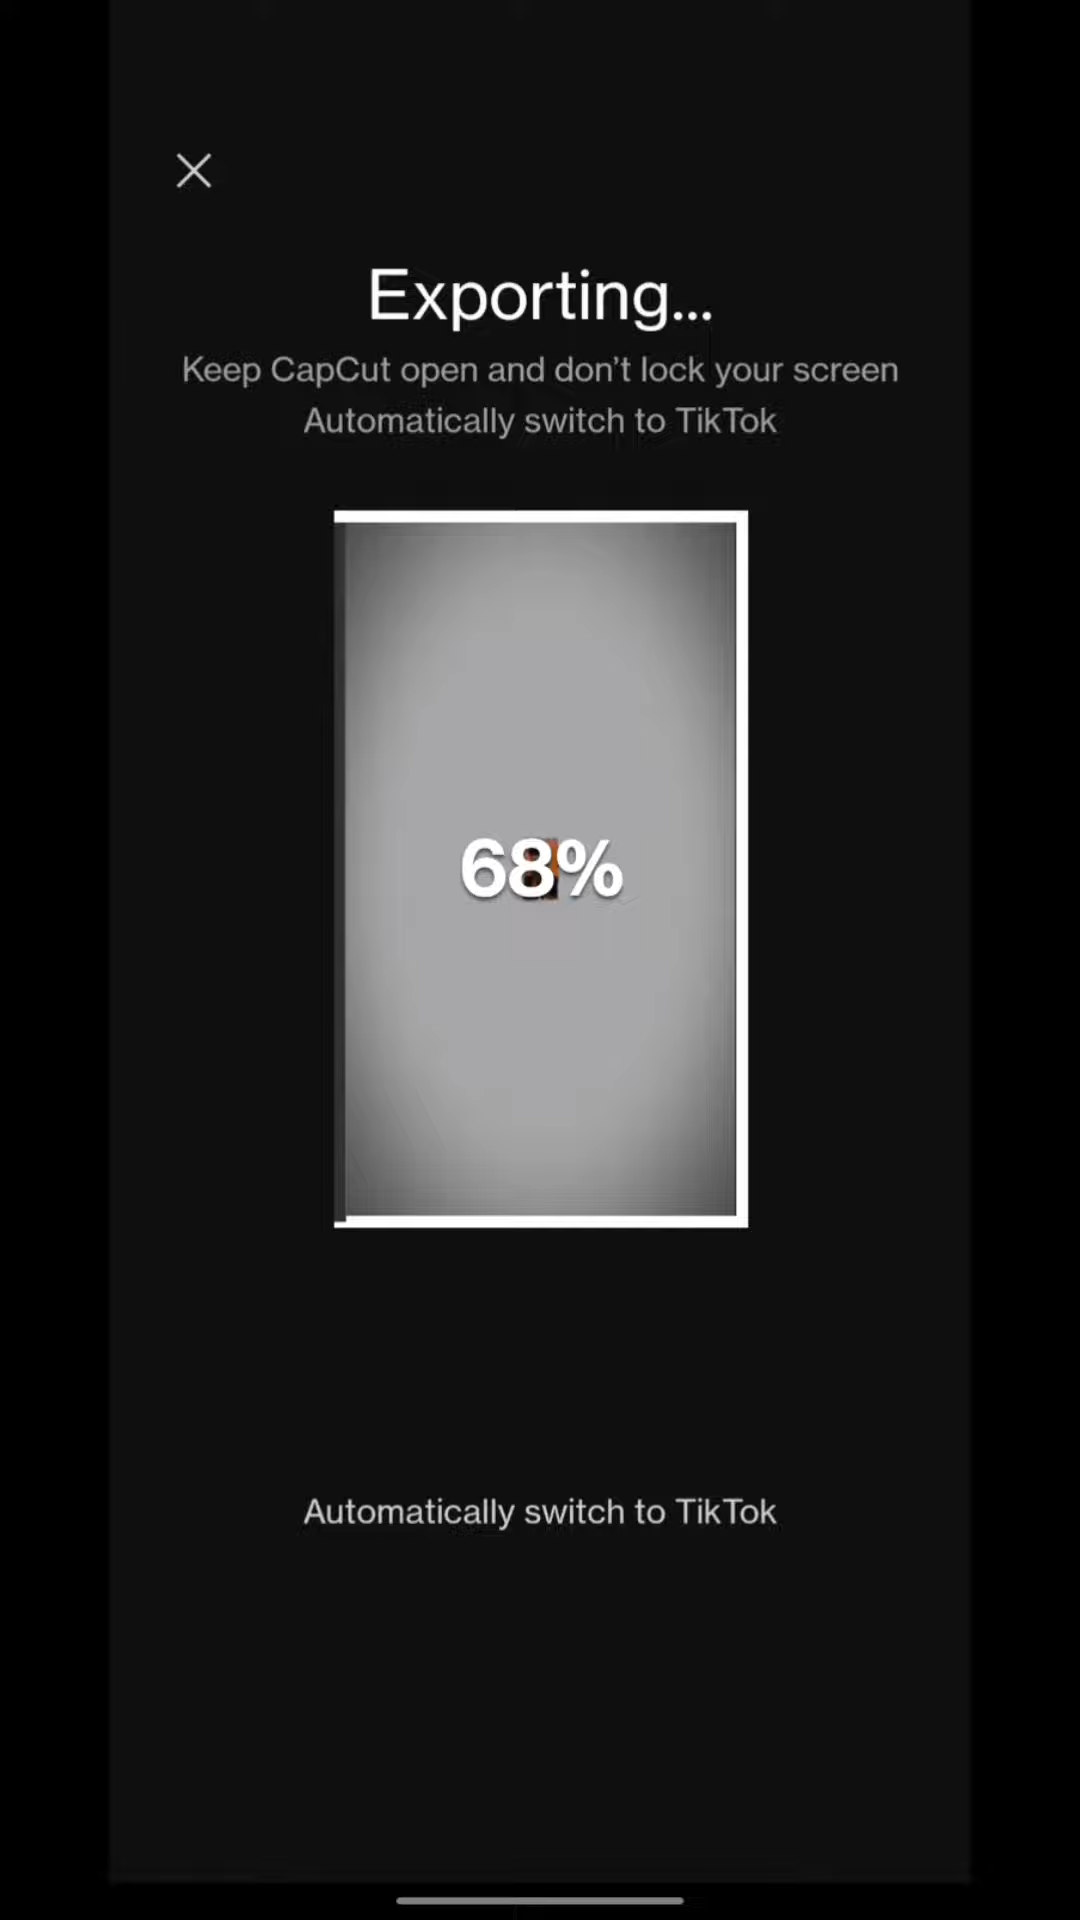 Exporting...
Keep CapCut open and don’t lock your screen
Automatically switch to TikTok
68%
Automatically switch to TikTok